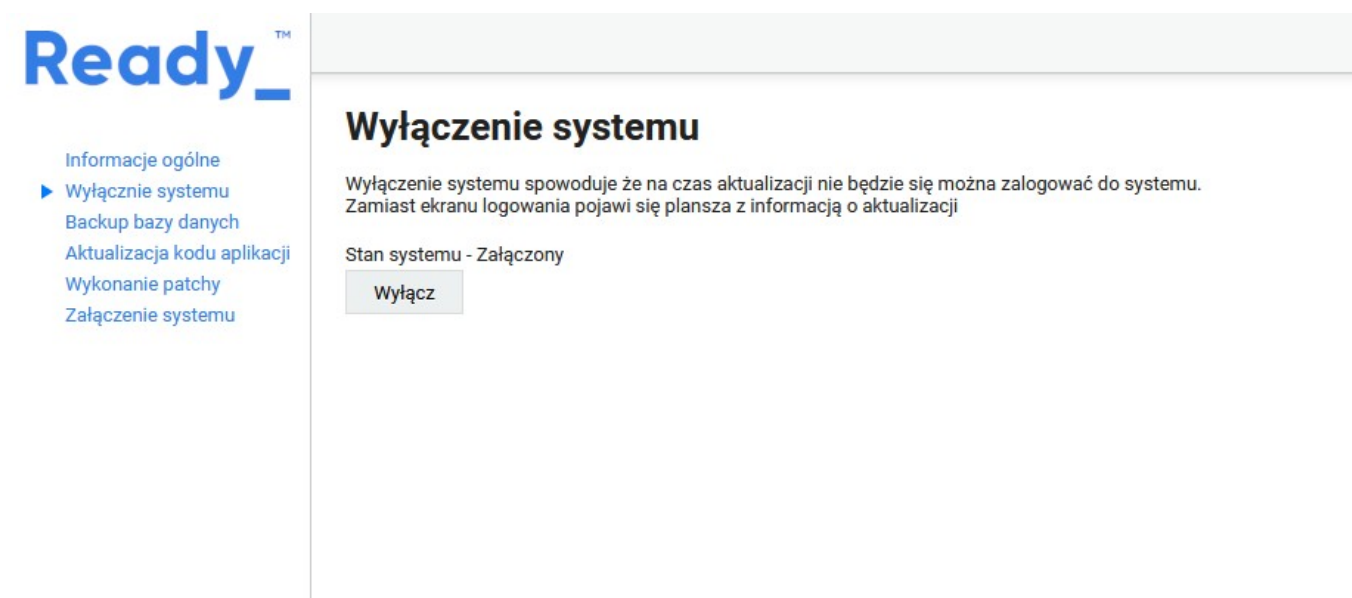 Ready_™
Informacje ogólne
Wyłącznie systemu
Backup bazy danych
Aktualizacja kodu aplikacji
Wykonanie patchy
Załączenie systemu
Wyłączenie systemu
Wyłączenie systemu spowoduje że na czas aktualizacji nie będzie się można zalogować do systemu.
Zamiast ekranu logowania pojawi się plansza z informacją o aktualizacji
Stan systemu - Załączony
Wyłącz